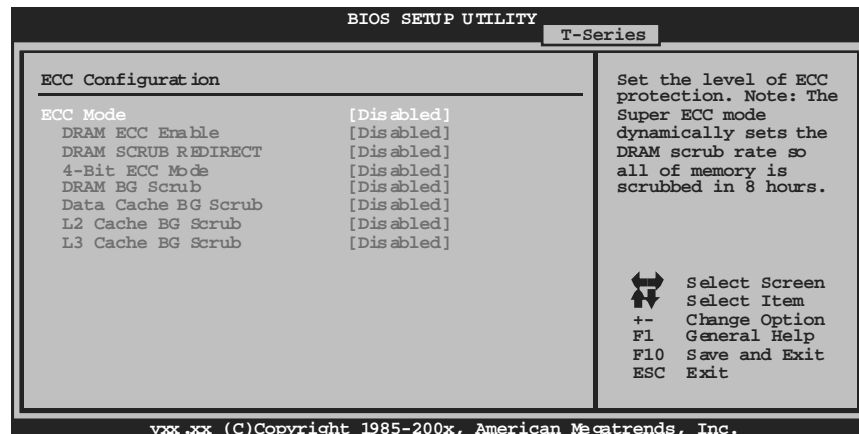 BIOS SETUP UTILITY
T-Series
ECC Configuration
ECC Mode [Disabled]
DRAM ECC Enable [Disabled]
DRAM SCRUB REDIRECT [Disabled]
4-Bit ECC Mode [Disabled]
DRAM BG Scrub [Disabled]
Data Cache BG Scrub [Disabled]
L2 Cache BG Scrub [Disabled]
L3 Cache BG Scrub [Disabled]
Set the level of ECC
protection. Note: The
Super ECC mode
dynamically sets the
DRAM scrub rate so
all of memory is
scrubbed in 8 hours.
Select Screen
Select Item
+- Change Option
F1 General Help
F10 Save and Exit
ESC Exit
vxx.xx (C)Copyright 1985-200x, American Megatrends, Inc.